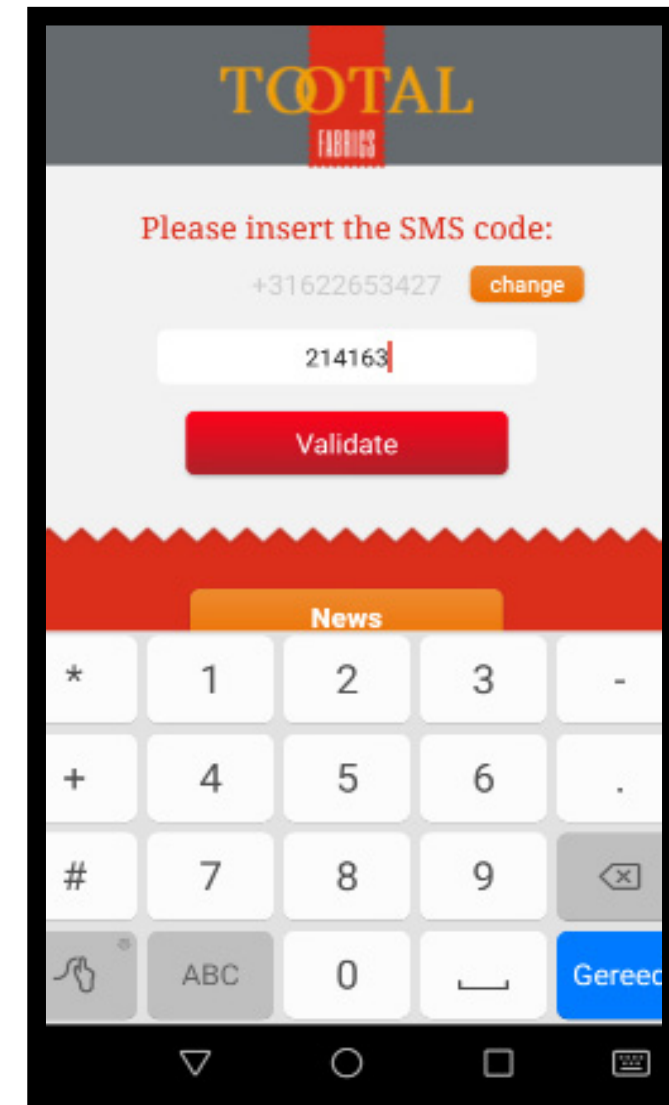 TOOTAL
FABRICS
Please insert the SMS code:
+31622653427 change
214163
Validate
News
* 1 2 3 -
+ 4 5 6 .
# 7 8 9
ABC 0
Gereed